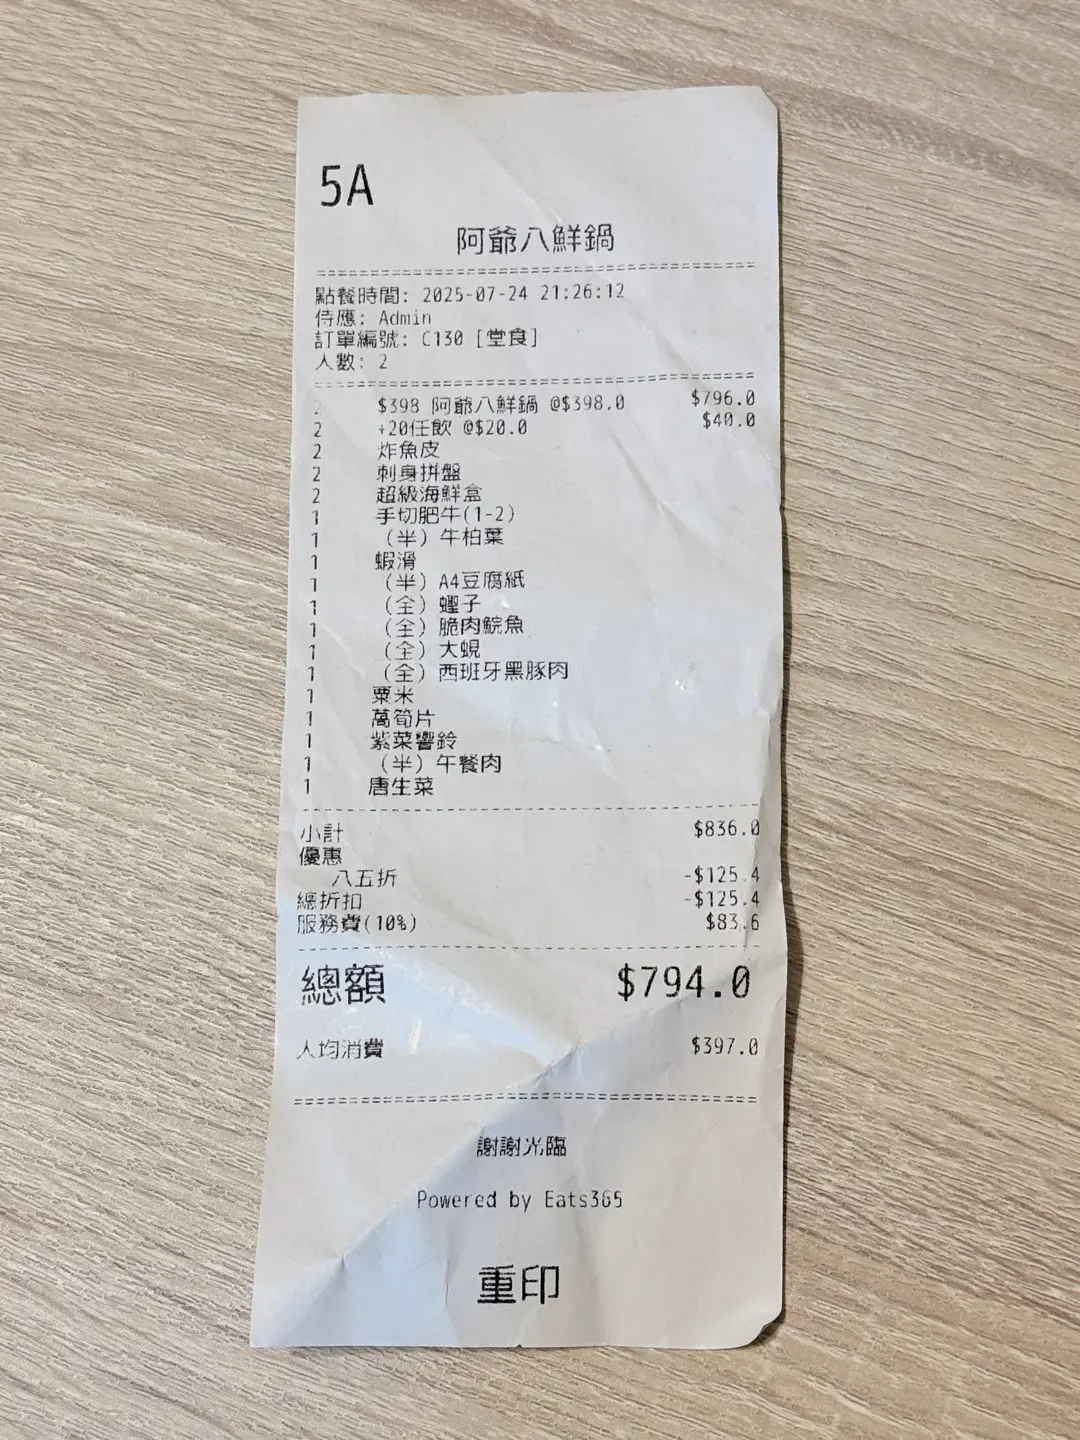 5A
阿爺八鮮鍋
點餐時間: 2025-07-24 21:26:12
侍應: Admin
訂單編號: C130 [堂食]
人數: 2
2 $398 阿爺八鮮鍋 @$398.0 $796.0
2 +20任飲 @$20.0 $40.0
2 炸魚皮
2 刺身拼盤
2 超級海鮮盒
1 手切肥牛(1-2)
1 (半) 牛柏葉
1 蝦滑
1 (半) A4豆腐紙
1 (全) 蟶子
1 (全) 脆肉鯇魚
1 (全) 大蜆
1 (全) 西班牙黑豚肉
1 粟米
1 萵筍片
1 紫菜響鈴
1 (半) 午餐肉
1 唐生菜
小計 $836.0
優惠
八五折 -$125.4
總折扣 -$125.4
服務費(10%) $83.6
總額 $794.0
人均消費 $397.0
謝謝光臨
Powered by Eats365
重印